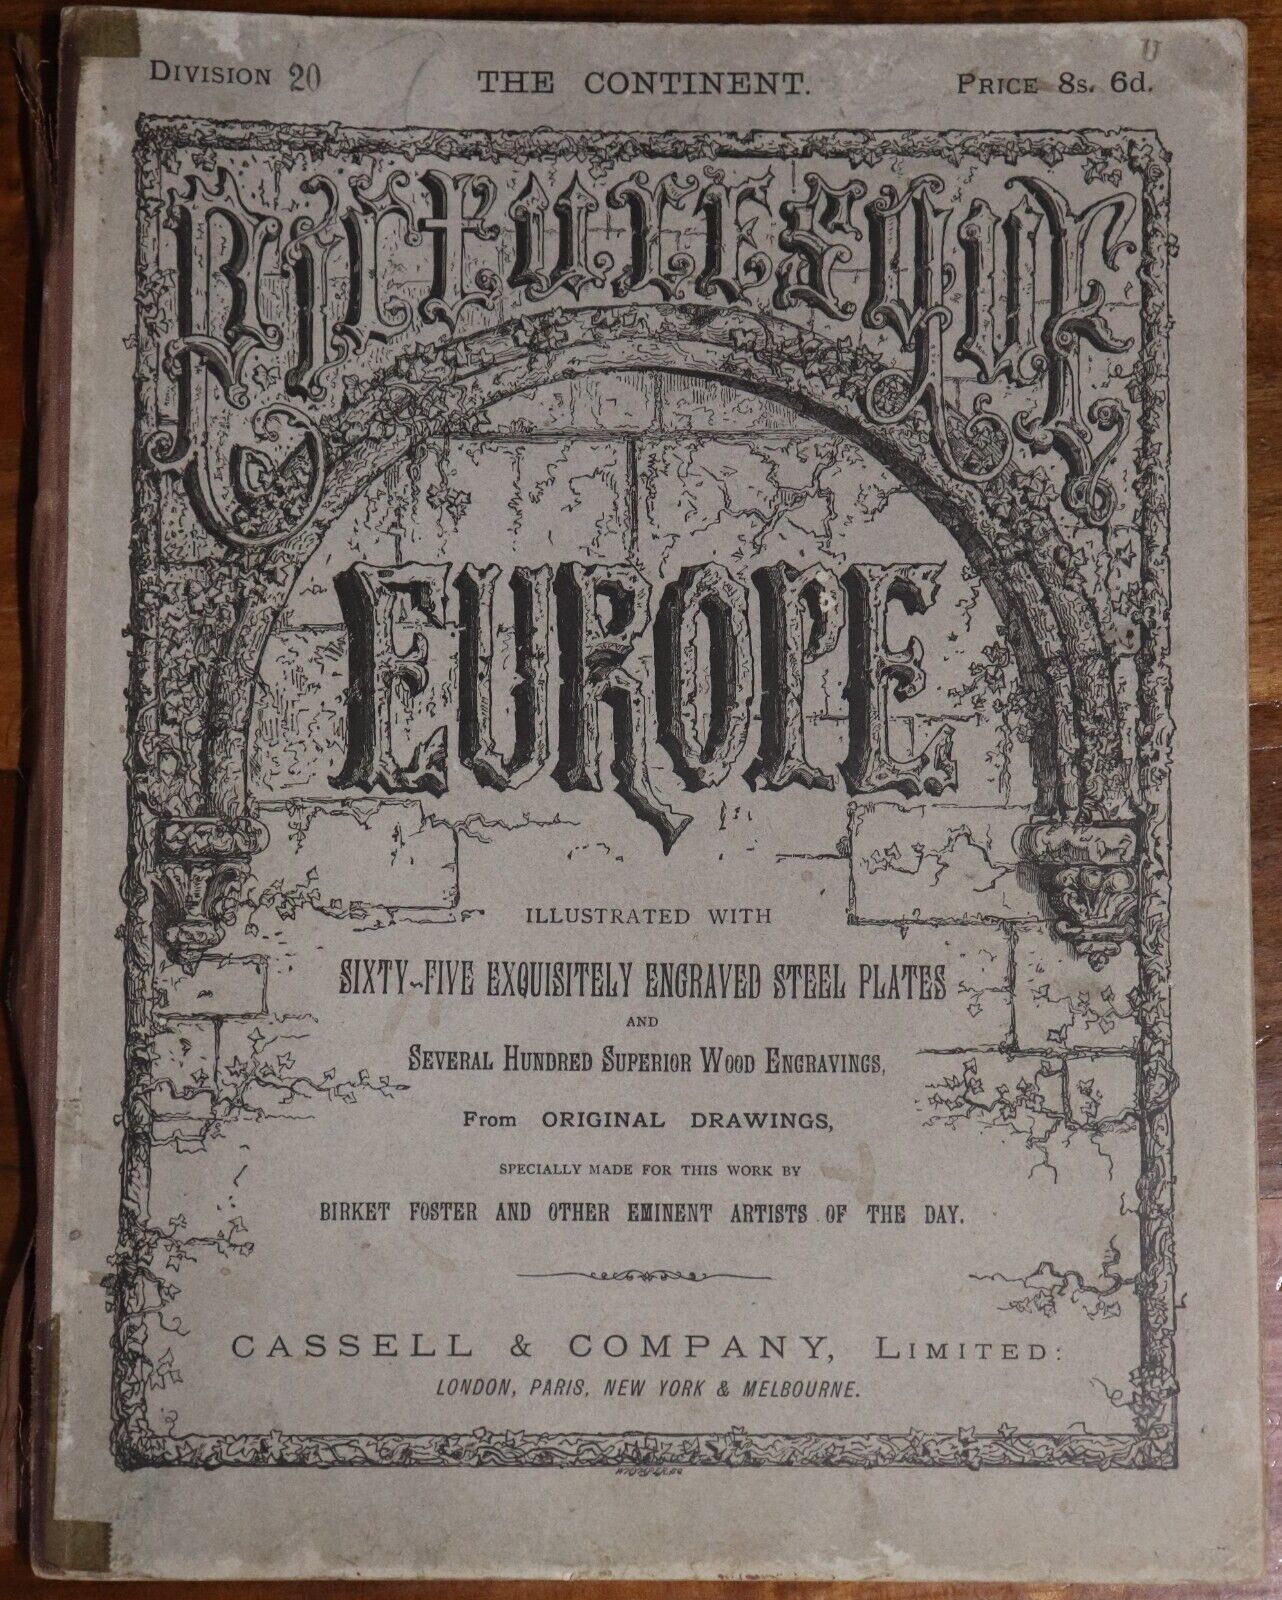 U
DIVISION 20 THE CONTINENT. PRICE 8s. 6d.
Picturesque
EUROPE
ILLUSTRATED WITH
SIXTY-FIVE EXQUISITELY ENGRAVED STEEL PLATES
AND
SEVERAL HUNDRED SUPERIOR WOOD ENGRAVINGS,
From ORIGINAL DRAWINGS,
SPECIALLY MADE FOR THIS WORK BY
BIRKET FOSTER AND OTHER EMINENT ARTISTS OF THE DAY.
CASSELL & COMPANY, LIMITED:
LONDON, PARIS, NEW YORK & MELBOURNE.